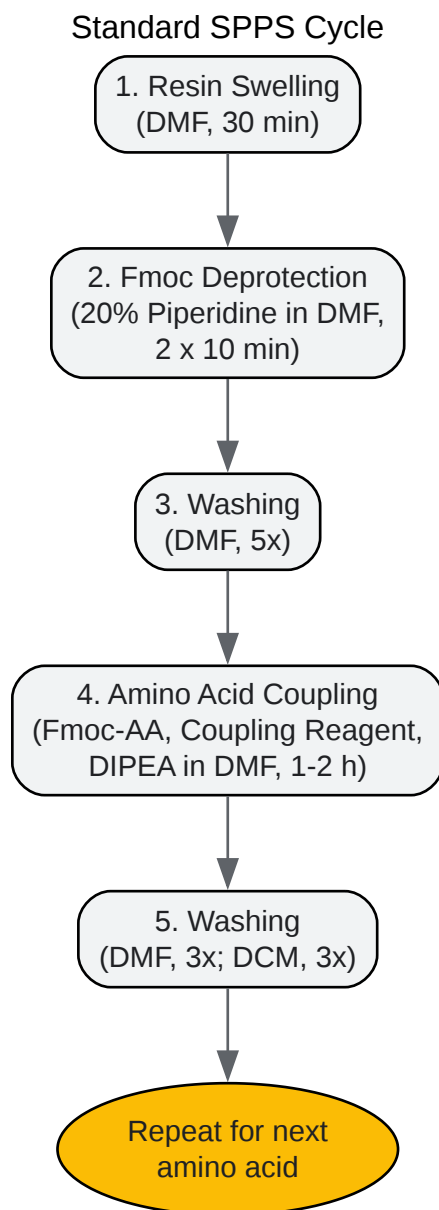 Standard SPPS Cycle
1. Resin Swelling
(DMF, 30 min)
2. Fmoc Deprotection
(20% Piperidine in DMF,
2 x 10 min)
3. Washing
(DMF, 5x)
4. Amino Acid Coupling
(Fmoc-AA, Coupling Reagent,
DIPEA in DMF, 1-2 h)
5. Washing
(DMF, 3x; DCM, 3x)
Repeat for next
amino acid